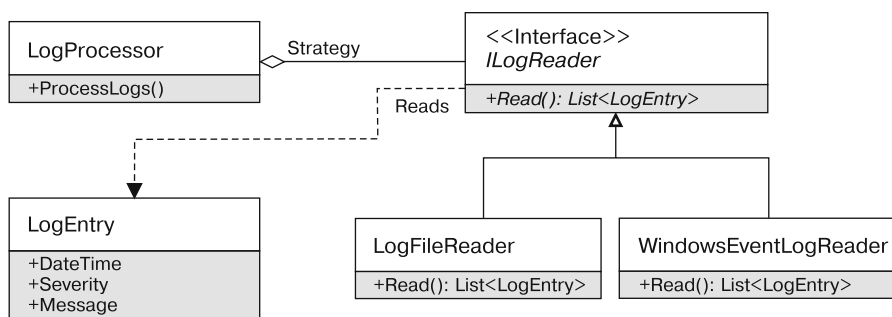 LogProcessor
+ProcessLogs()
Strategy
<<Interface>>
ILogReader
+Read(): List<LogEntry>
Reads
LogEntry
+DateTime
+Severity
+Message
LogFileReader
+Read(): List<LogEntry>
WindowsEventLogReader
+Read(): List<LogEntry>